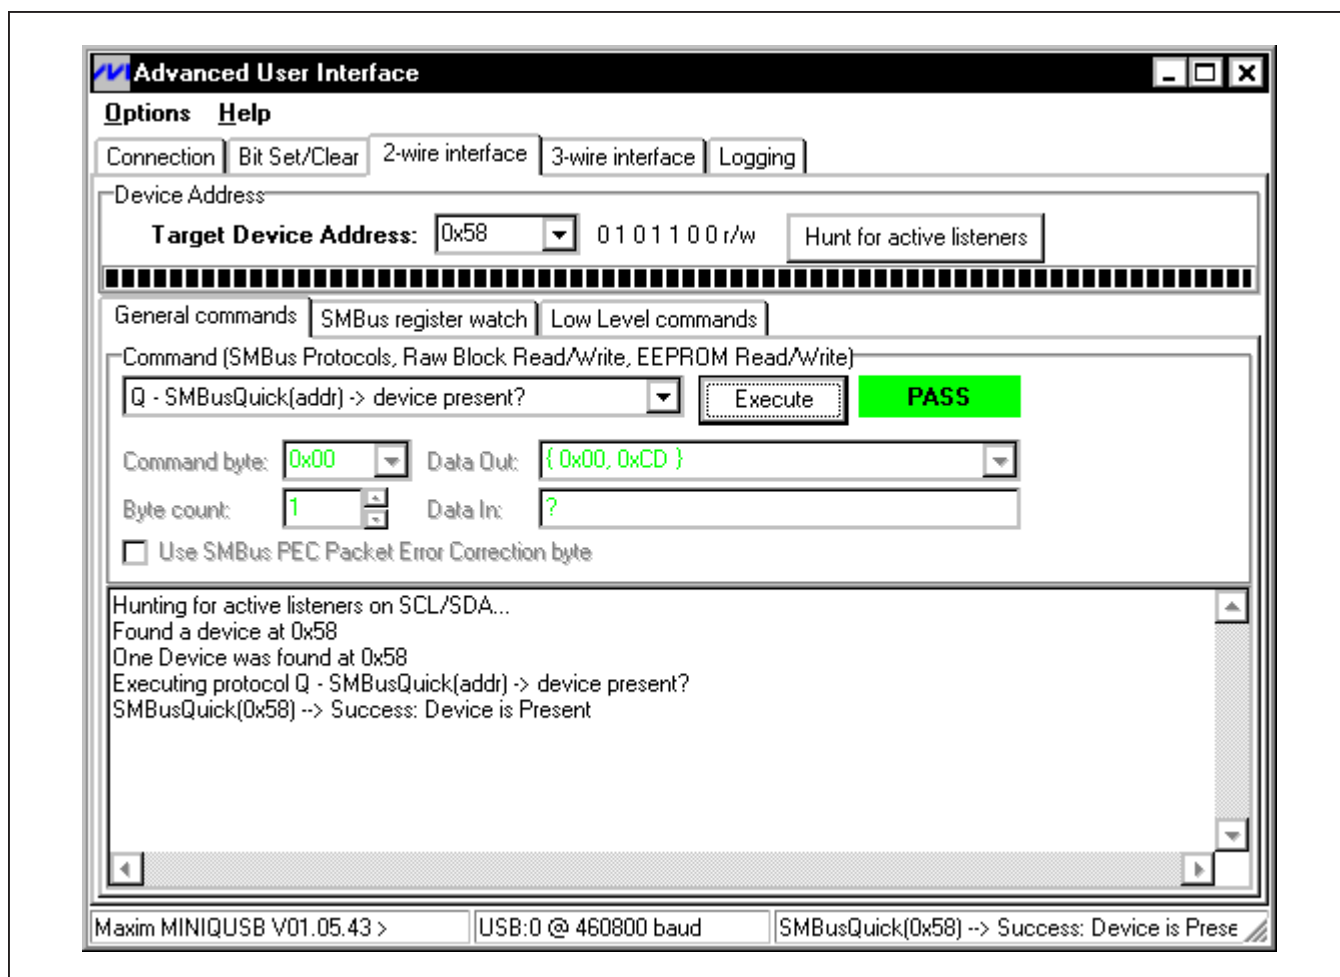 Advanced User Interface
Options Help
Connection Bit Set/Clear 2-wire interface 3-wire interface Logging
Device Address
Target Device Address: 0x58 0 1 0 1 1 0 0 r/w Hunt for active listeners
General commands SMBus register watch Low Level commands
Command (SMBus Protocols, Raw Block Read/Write, EEPROM Read/Write)
Q - SMBusQuick(addr) -> device present? Execute PASS
Command byte: 0x00 Data Out: { 0x00, 0xCD }
Byte count: 1 Data In: ?
Use SMBus PEC Packet Error Correction byte
Hunting for active listeners on SCL/SDA...
Found a device at 0x58
One Device was found at 0x58
Executing protocol Q - SMBusQuick(addr) -> device present?
SMBusQuick(0x58) --> Success: Device is Present
Maxim MINIQUSB V01.05.43 > USB:0 @ 460800 baud SMBusQuick(0x58) --> Success: Device is Prese